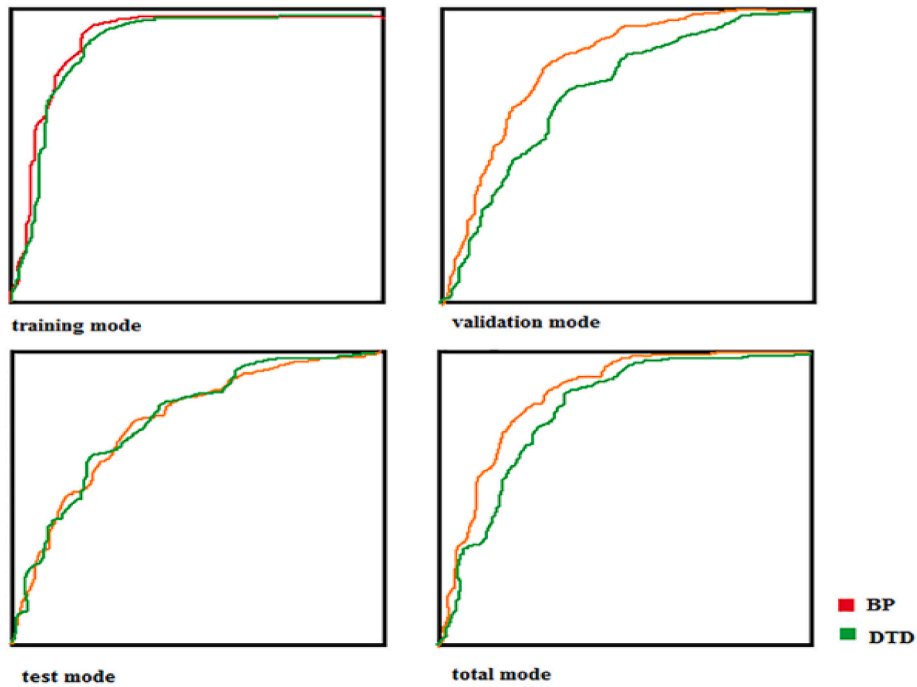 training mode
validation mode
test mode
total mode
BP
DTD